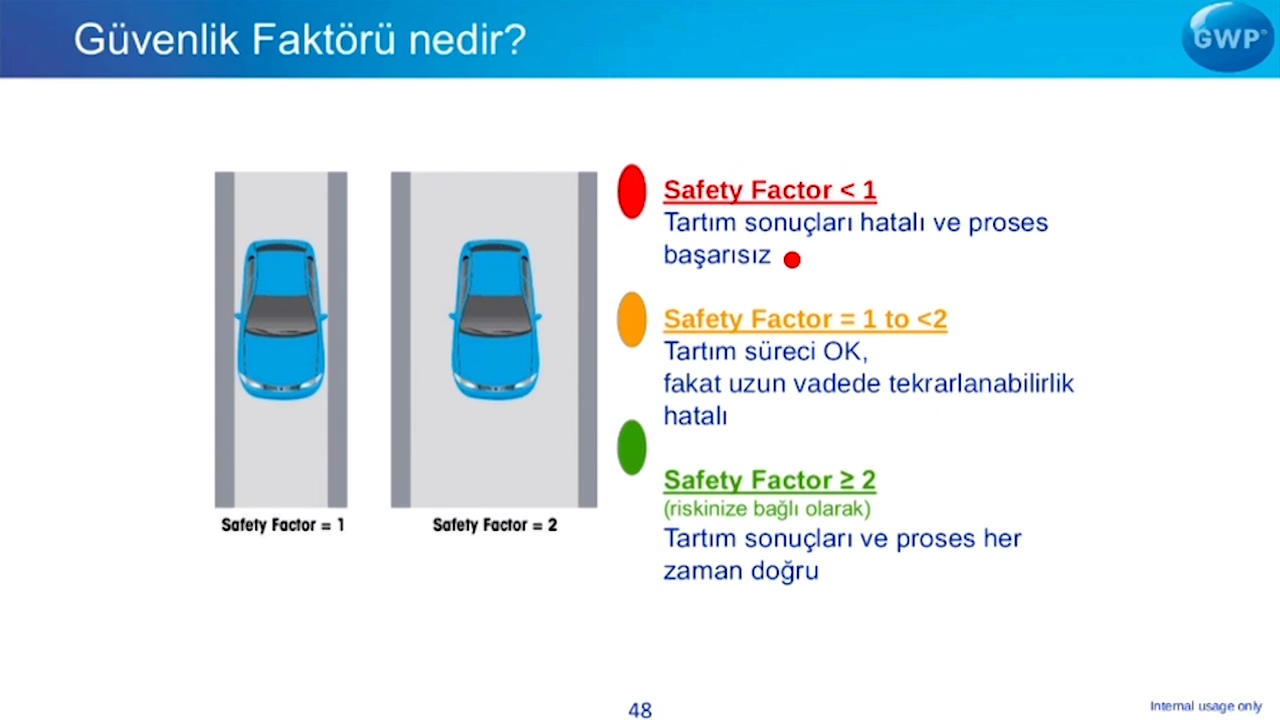 Güvenlik Faktörü nedir?
GWP®
Safety Factor < 1
Tartım sonuçları hatalı ve proses
başarısız
Safety Factor = 1 to <2
Tartım süreci OK,
fakat uzun vadede tekrarlanabilirlik
hatalı
Safety Factor ≥ 2
(riskinize bağlı olarak)
Tartım sonuçları ve proses her
zaman doğru
Safety Factor = 1
Safety Factor = 2
48
Internal usage only